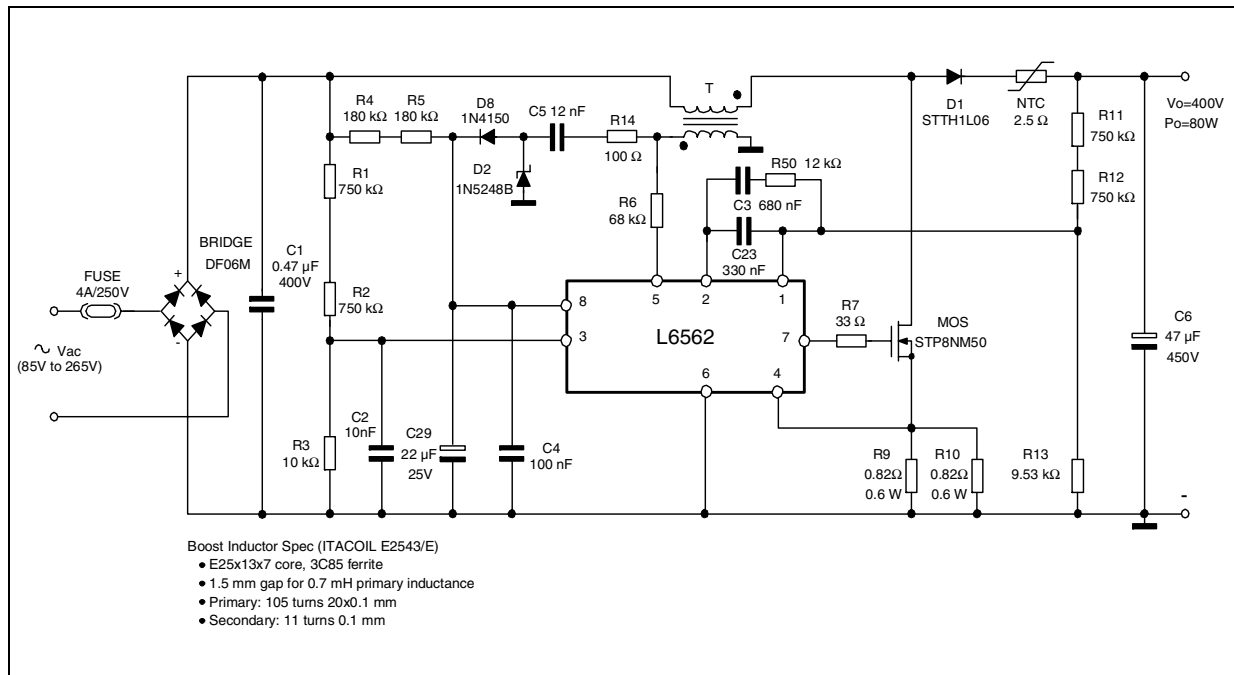 T
D1
STTH1L06
NTC
2.5 Ω
Vo=400V
Po=80W
R4
180 kΩ
R5
180 kΩ
D8
1N4150
C5 12 nF
R14
100 Ω
R11
750 kΩ
R12
750 kΩ
R1
750 kΩ
D2
1N5248B
R6
68 kΩ
R50 12 kΩ
C3 680 nF
C23
330 nF
BRIDGE
DF06M
+
-
FUSE
4A/250V
C1
0.47 µF
400V
R2
750 kΩ
8
3
5
2
1
7
6
4
L6562
R7
33 Ω
MOS
STP8NM50
C6
47 µF
450V
~ Vac
(85V to 265V)
R3
10 kΩ
C2
10nF
C29
22 µF
25V
C4
100 nF
R9
0.82Ω
0.6 W
R10
0.82Ω
0.6 W
R13
9.53 kΩ
+
-
Boost Inductor Spec (ITACOIL E2543/E)
• E25x13x7 core, 3C85 ferrite
• 1.5 mm gap for 0.7 mH primary inductance
• Primary: 105 turns 20x0.1 mm
• Secondary: 11 turns 0.1 mm